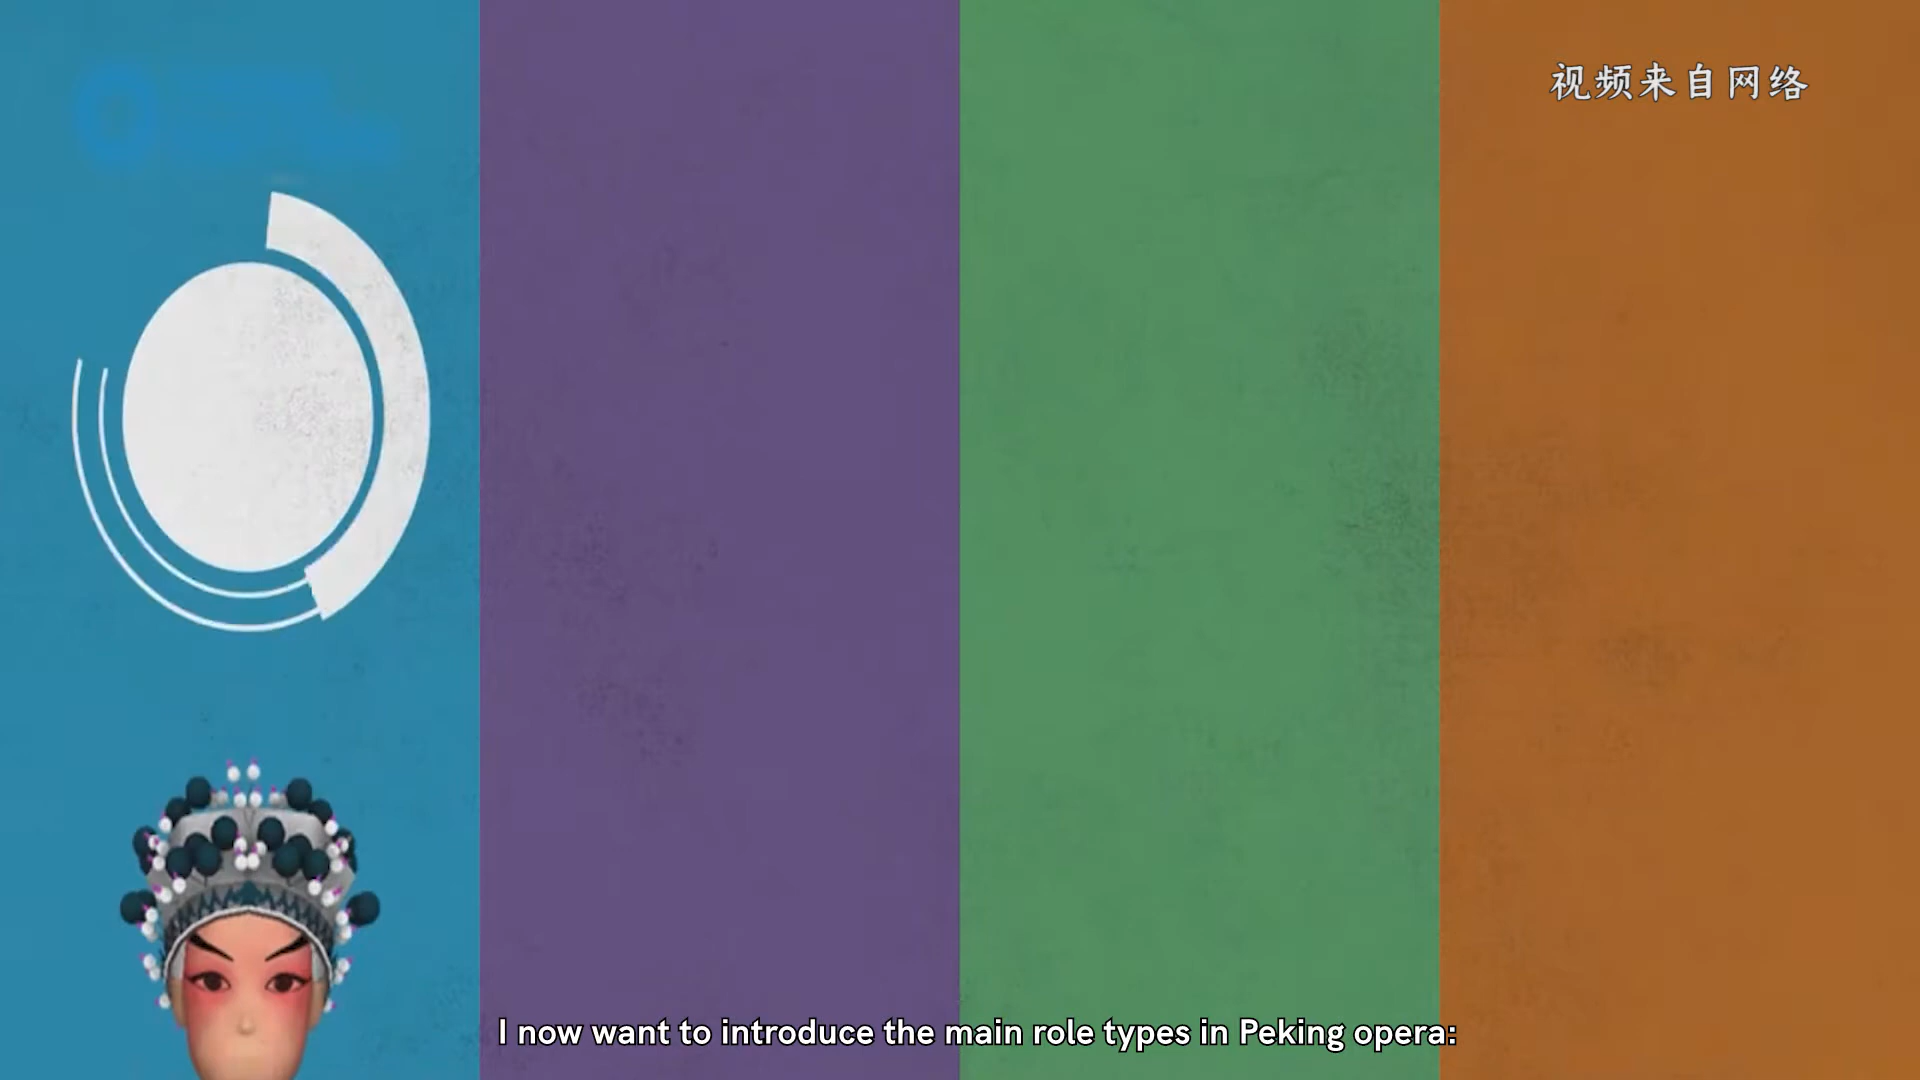 视频来自网络
I now want to introduce the main role types in Peking opera: